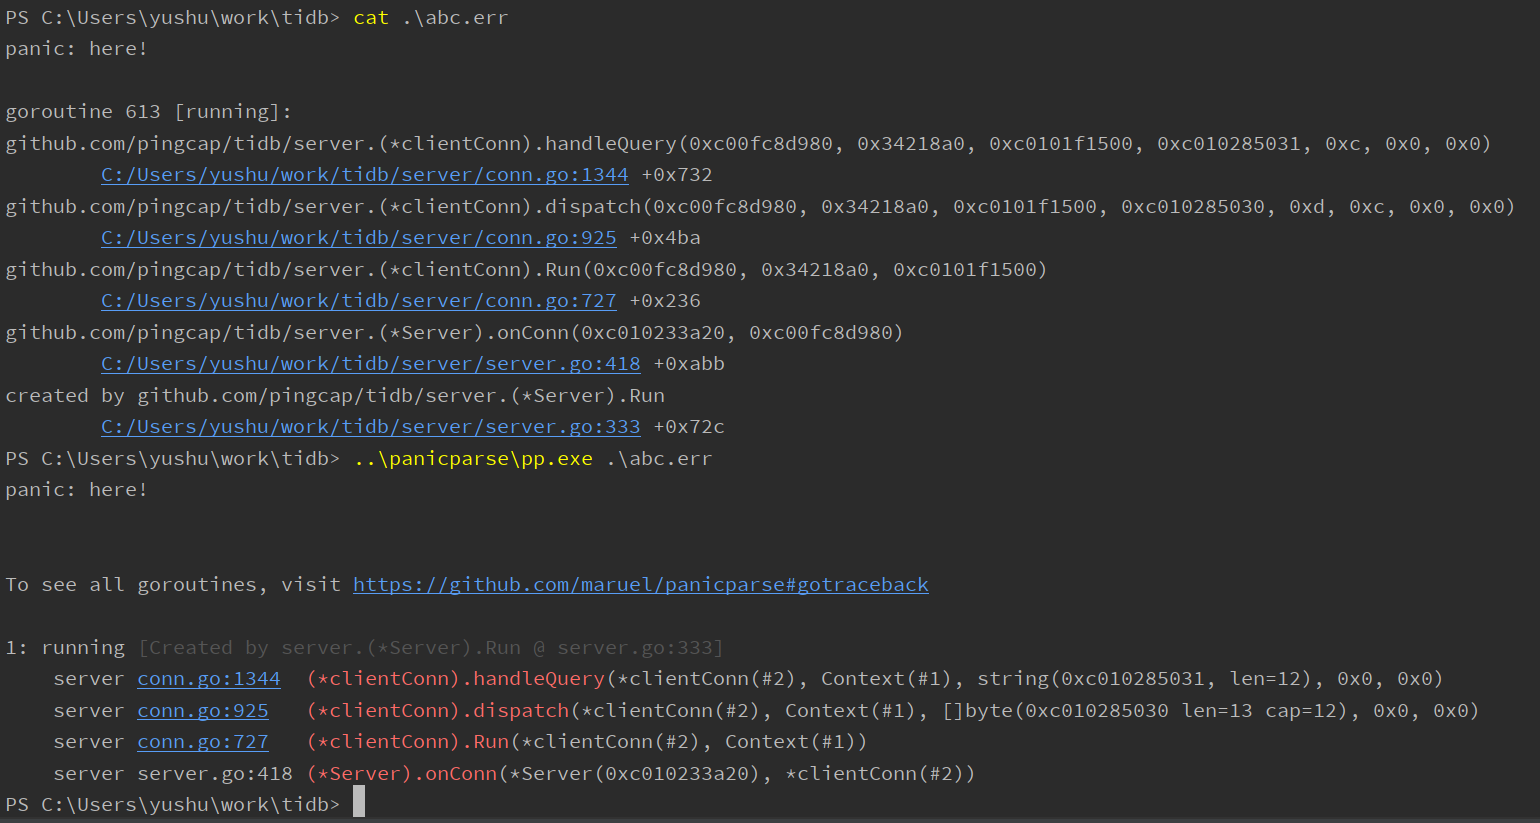 PS C:\Users\yushu\work\tidb> cat .\abc.err
panic: here!
goroutine 613 [running]:
github.com/pingcap/tidb/server.(*clientConn).handleQuery(0xc00fc8d980, 0x34218a0, 0xc0101f1500, 0xc010285031, 0xc, 0x0, 0x0)
C:/Users/yushu/work/tidb/server/conn.go:1344 +0x732
github.com/pingcap/tidb/server.(*clientConn).dispatch(0xc00fc8d980, 0x34218a0, 0xc0101f1500, 0xc010285030, 0xd, 0xc, 0x0, 0x0)
C:/Users/yushu/work/tidb/server/conn.go:925 +0x4ba
github.com/pingcap/tidb/server.(*clientConn).Run(0xc00fc8d980, 0x34218a0, 0xc0101f1500)
C:/Users/yushu/work/tidb/server/conn.go:727 +0x236
github.com/pingcap/tidb/server.(*Server).onConn(0xc010233a20, 0xc00fc8d980)
C:/Users/yushu/work/tidb/server/server.go:418 +0xabb
created by github.com/pingcap/tidb/server.(*Server).Run
C:/Users/yushu/work/tidb/server/server.go:333 +0x72c
PS C:\Users\yushu\work\tidb> ..\panicparse\pp.exe .\abc.err
panic: here!
To see all goroutines, visit https://github.com/maruel/panicparse#gotraceback
1: running [Created by server.(*Server).Run @ server.go:333]
server conn.go:1344 (*clientConn).handleQuery(*clientConn(#2), Context(#1), string(0xc010285031, len=12), 0x0, 0x0)
server conn.go:925 (*clientConn).dispatch(*clientConn(#2), Context(#1), []byte(0xc010285030 len=13 cap=12), 0x0, 0x0)
server conn.go:727 (*clientConn).Run(*clientConn(#2), Context(#1))
server server.go:418 (*Server).onConn(*Server(0xc010233a20), *clientConn(#2))
PS C:\Users\yushu\work\tidb>